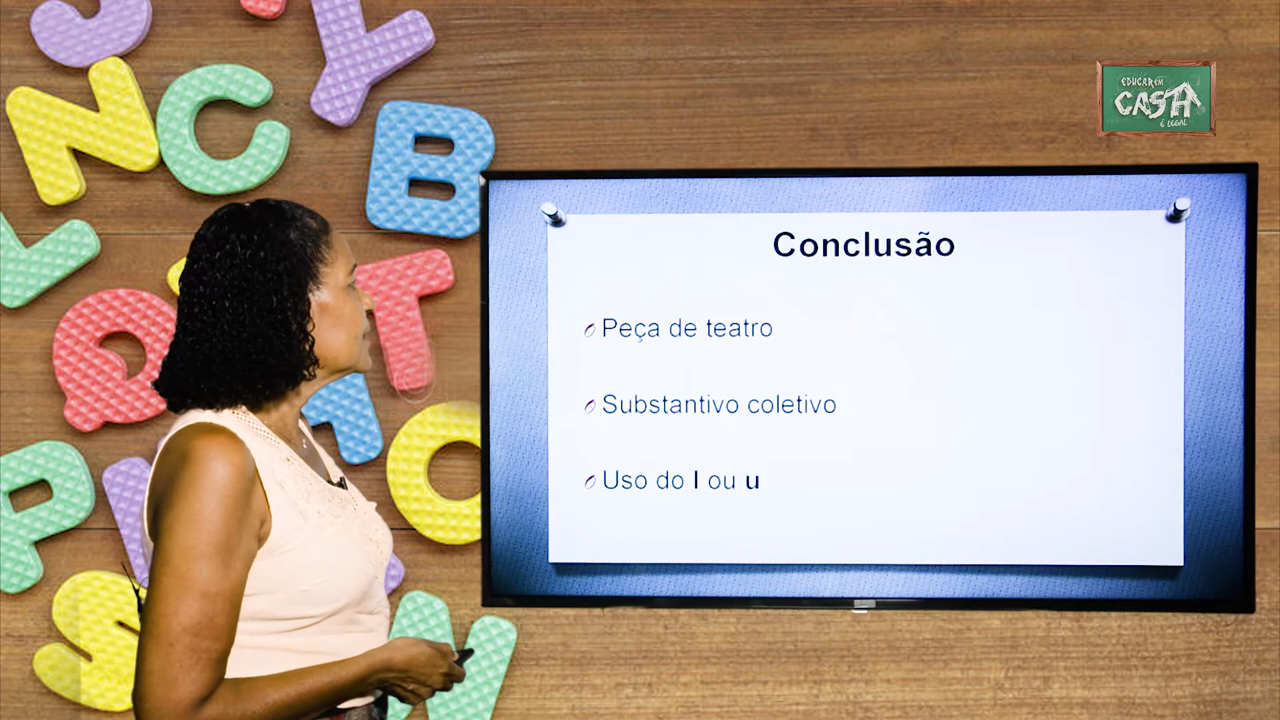 EDUCAR EM
CASA
É LEGAL
Conclusão
Peça de teatro
Substantivo coletivo
Uso do l ou u
J
Y
N
C
B
L
Q
T
P
O
S